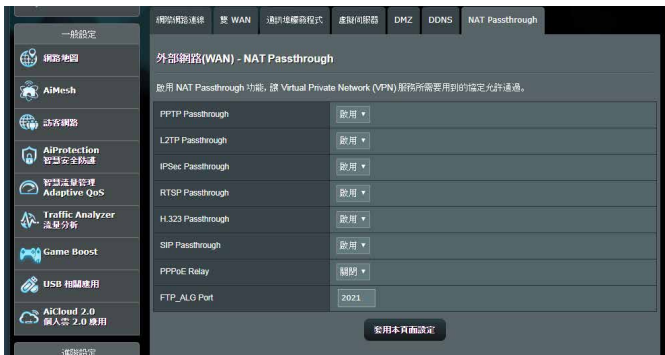 網際網路連線 雙 WAN 通訊埠觸發程式 虛擬伺服器 DMZ DDNS NAT Passthrough
一般設定
網路地圖
AiMesh
訪客網路
AiProtection
智慧安全防護
智慧流量管理
Adaptive QoS
Traffic Analyzer
流量分析
Game Boost
USB 相關應用
AiCloud 2.0
個人雲 2.0 應用
進階設定
外部網路(WAN) - NAT Passthrough
啟用 NAT Passthrough 功能, 讓 Virtual Private Network (VPN) 服務所需要用到的協定允許通過。
PPTP Passthrough 啟用
L2TP Passthrough 啟用
IPSec Passthrough 啟用
RTSP Passthrough 啟用
H.323 Passthrough 啟用
SIP Passthrough 啟用
PPPoE Relay 關閉
FTP_ALG Port 2021
套用本頁面設定